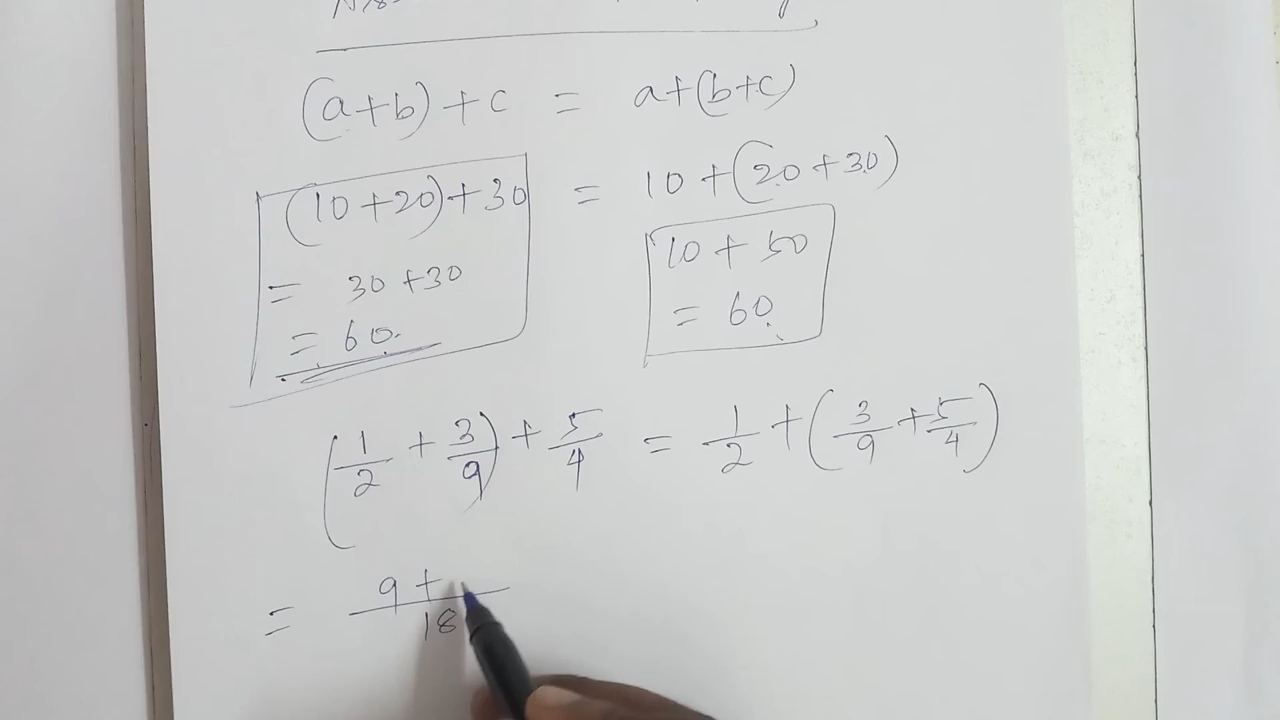 (a+b)+c = a+(b+c)
(10+20)+30 = 10+(20+30)
= 30+30 10+50
= 60. = 60.
(1/2 + 3/9) + 5/4 = 1/2 + (3/9 + 5/4)
= 9+/18